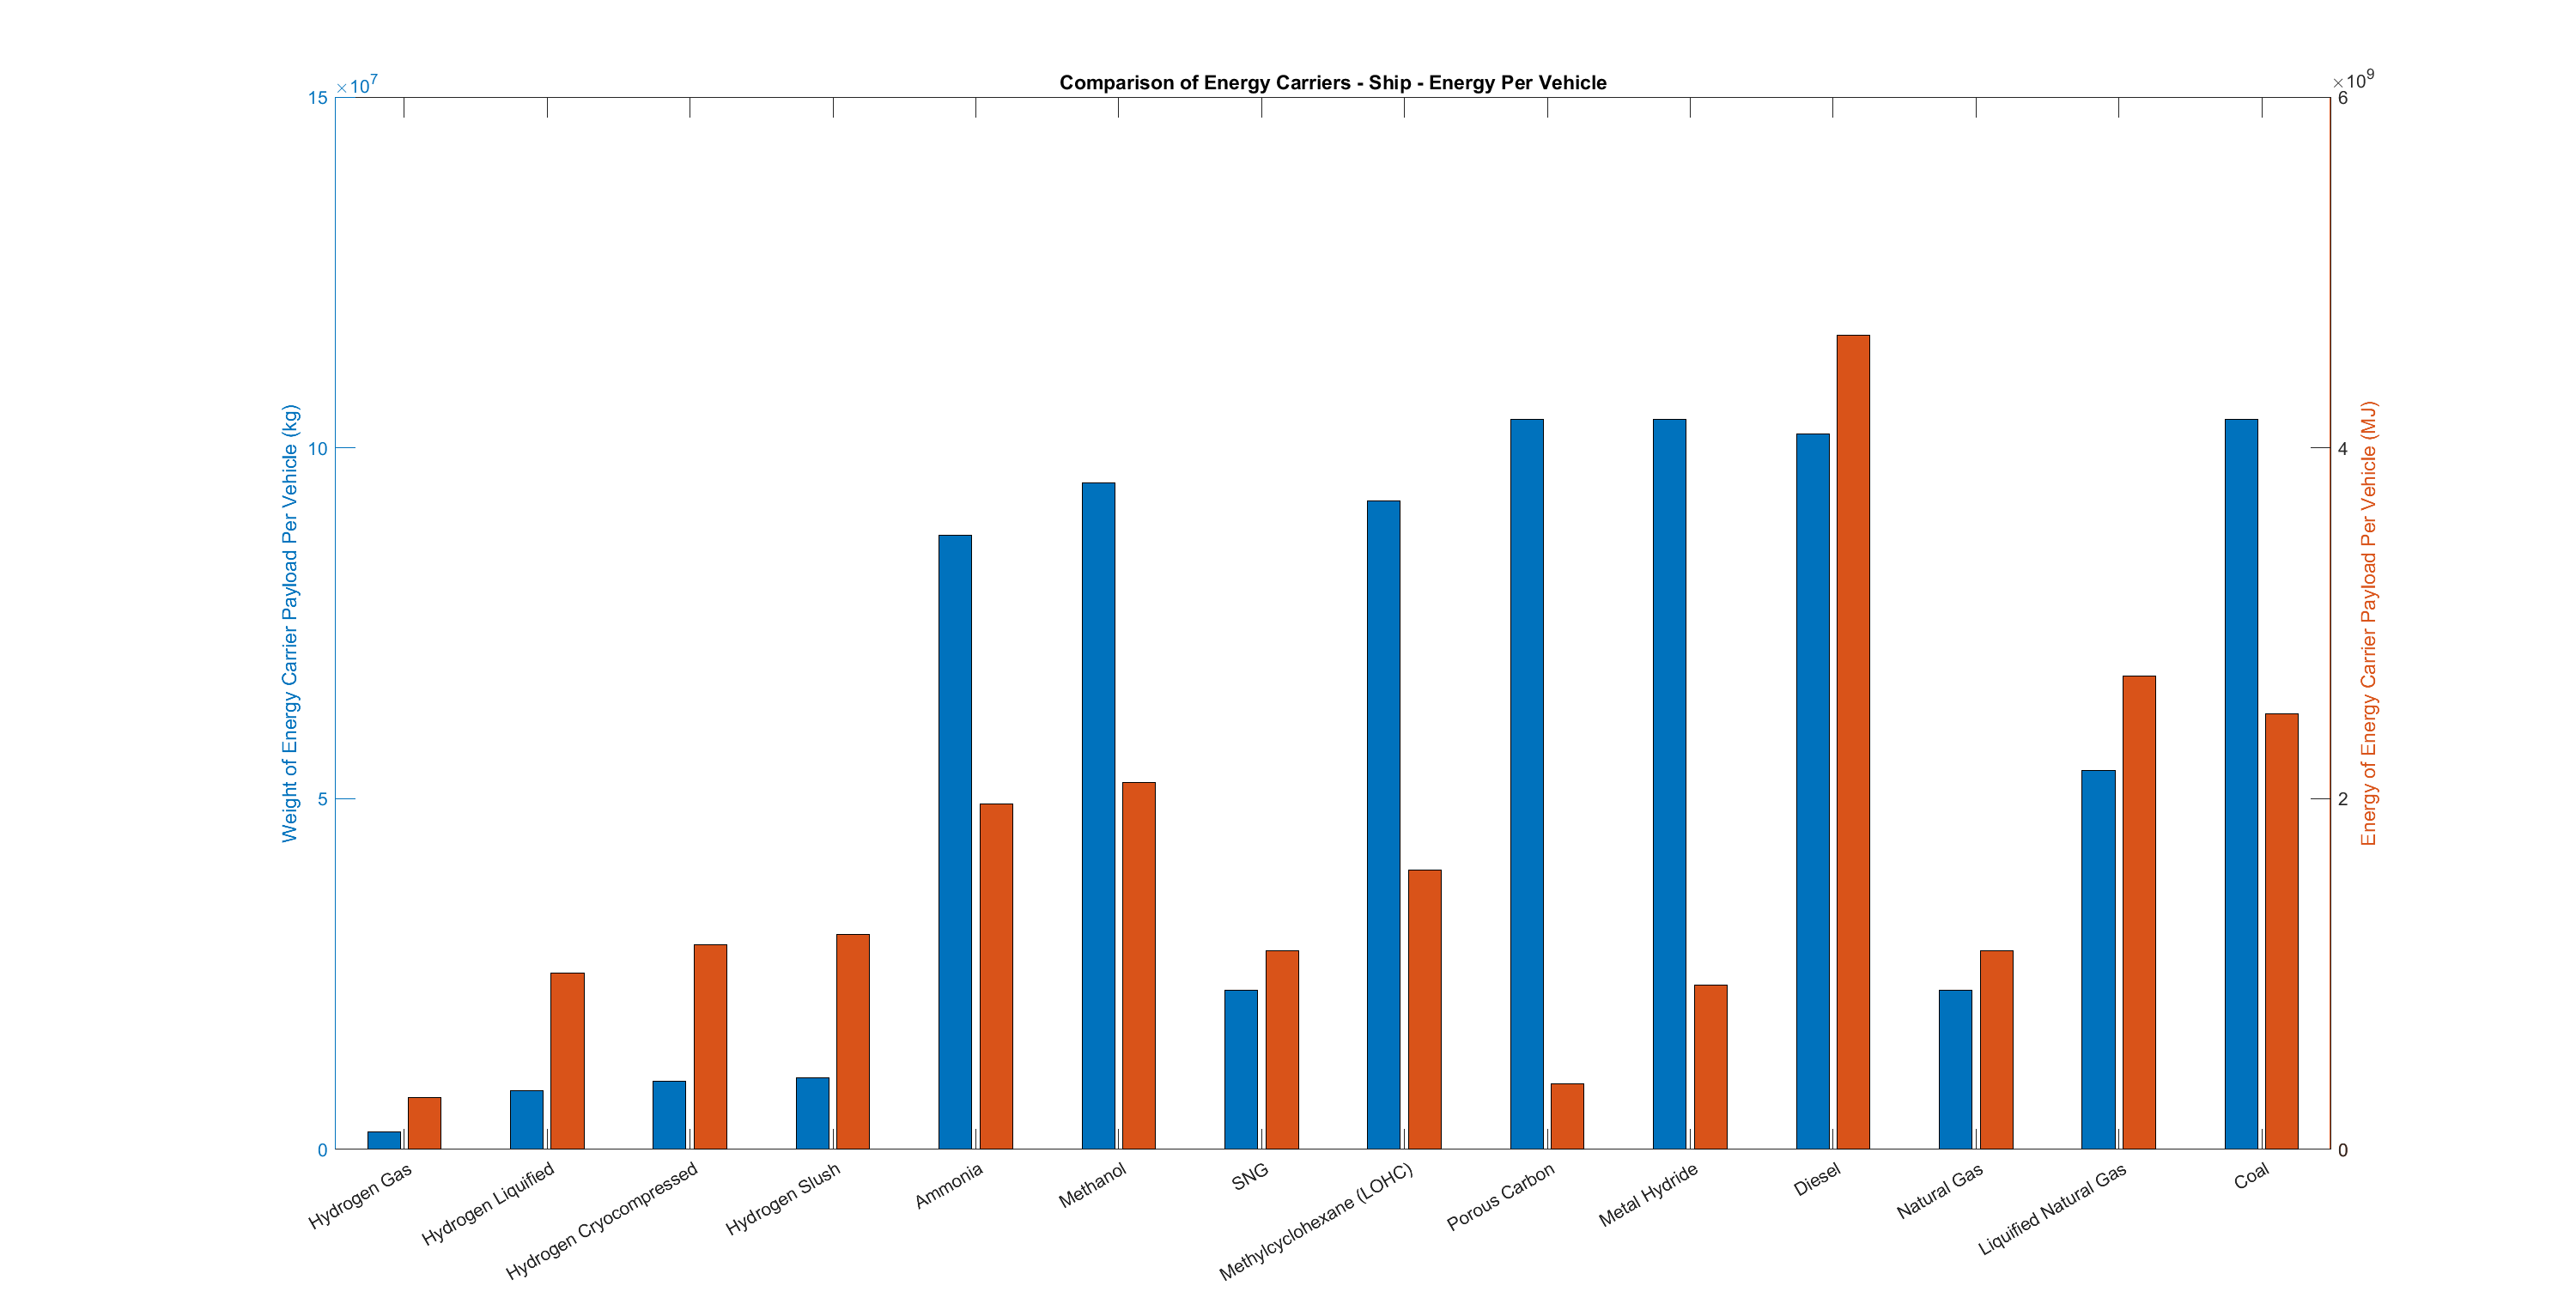 Comparison of Energy Carriers - Ship - Energy Per Vehicle
×10^7
×10^9
15
10
5
0
6
4
2
0
Weight of Energy Carrier Payload Per Vehicle (kg)
Energy of Energy Carrier Payload Per Vehicle (MJ)
Hydrogen Gas
Hydrogen Liquified
Hydrogen Cryocompressed
Hydrogen Slush
Ammonia
Methanol
SNG
Methylcyclohexane (LOHC)
Porous Carbon
Metal Hydride
Diesel
Natural Gas
Liquified Natural Gas
Coal